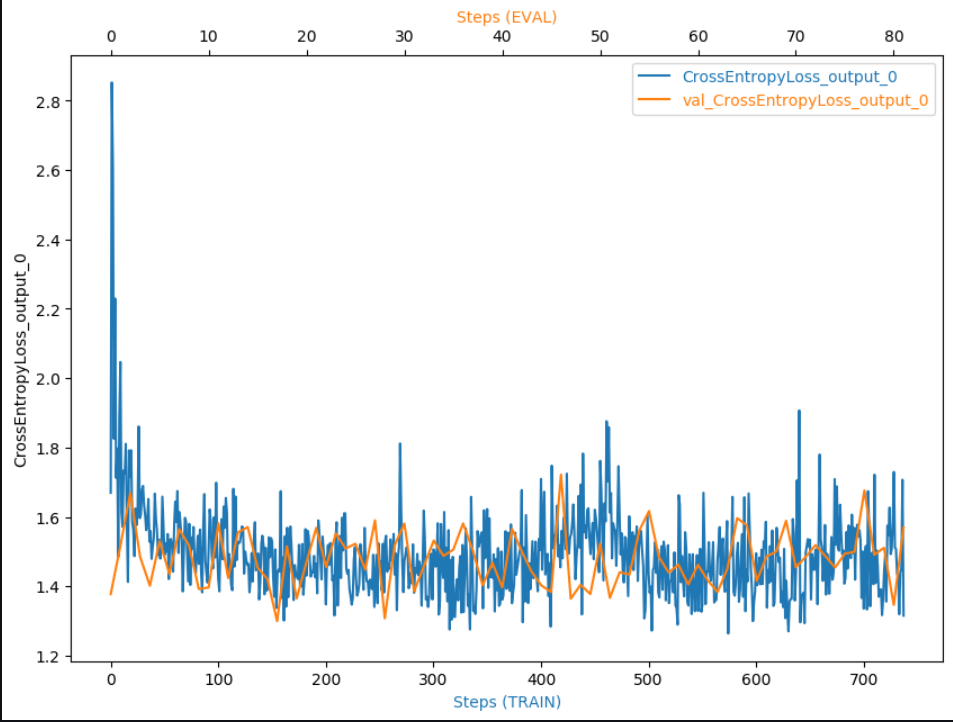 Steps (EVAL)
0 10 20 30 40 50 60 70 80
CrossEntropyLoss_output_0
val_CrossEntropyLoss_output_0
CrossEntropyLoss_output_0
2.8
2.6
2.4
2.2
2.0
1.8
1.6
1.4
1.2
0 100 200 300 400 500 600 700
Steps (TRAIN)